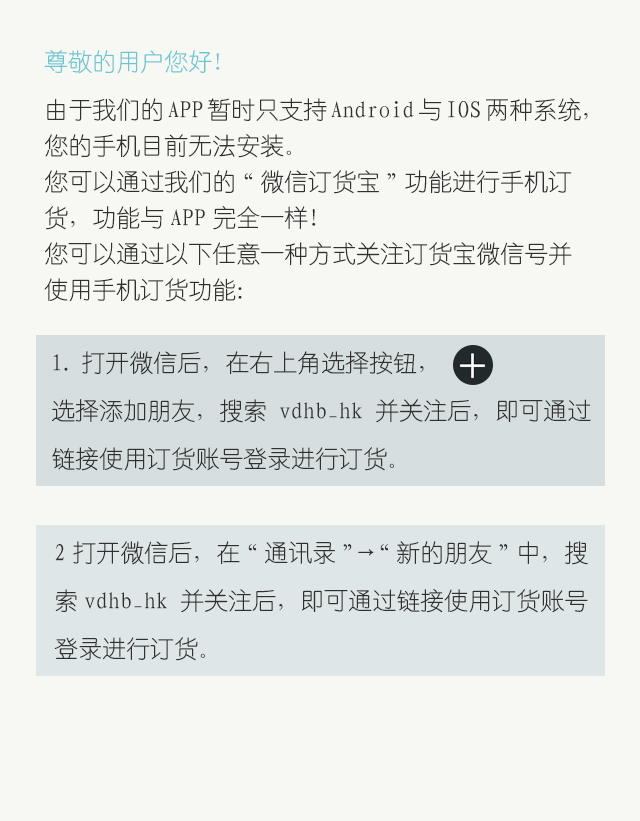 尊敬的用户您好!
由于我们的APP暂时只支持Android与IOS两种系统,
您的手机目前无法安装。
您可以通过我们的“微信订货宝”功能进行手机订
货, 功能与APP完全一样!
您可以通过以下任意一种方式关注订货宝微信号并
使用手机订货功能:
1. 打开微信后, 在右上角选择按钮,
选择添加朋友, 搜索 vdhb_hk 并关注后, 即可通过
链接使用订货账号登录进行订货。
2 打开微信后, 在“通讯录”→“新的朋友”中, 搜
索 vdhb_hk 并关注后, 即可通过链接使用订货账号
登录进行订货。